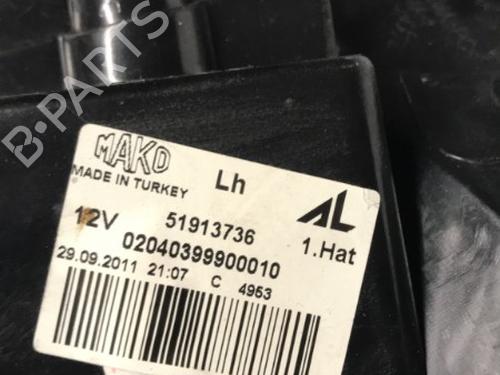 B-PARTS
MAKO
MADE IN TURKEY
Lh
AL
12V 51913736
1.Hat
02040399900010
29.09.2011 21:07 C 4953